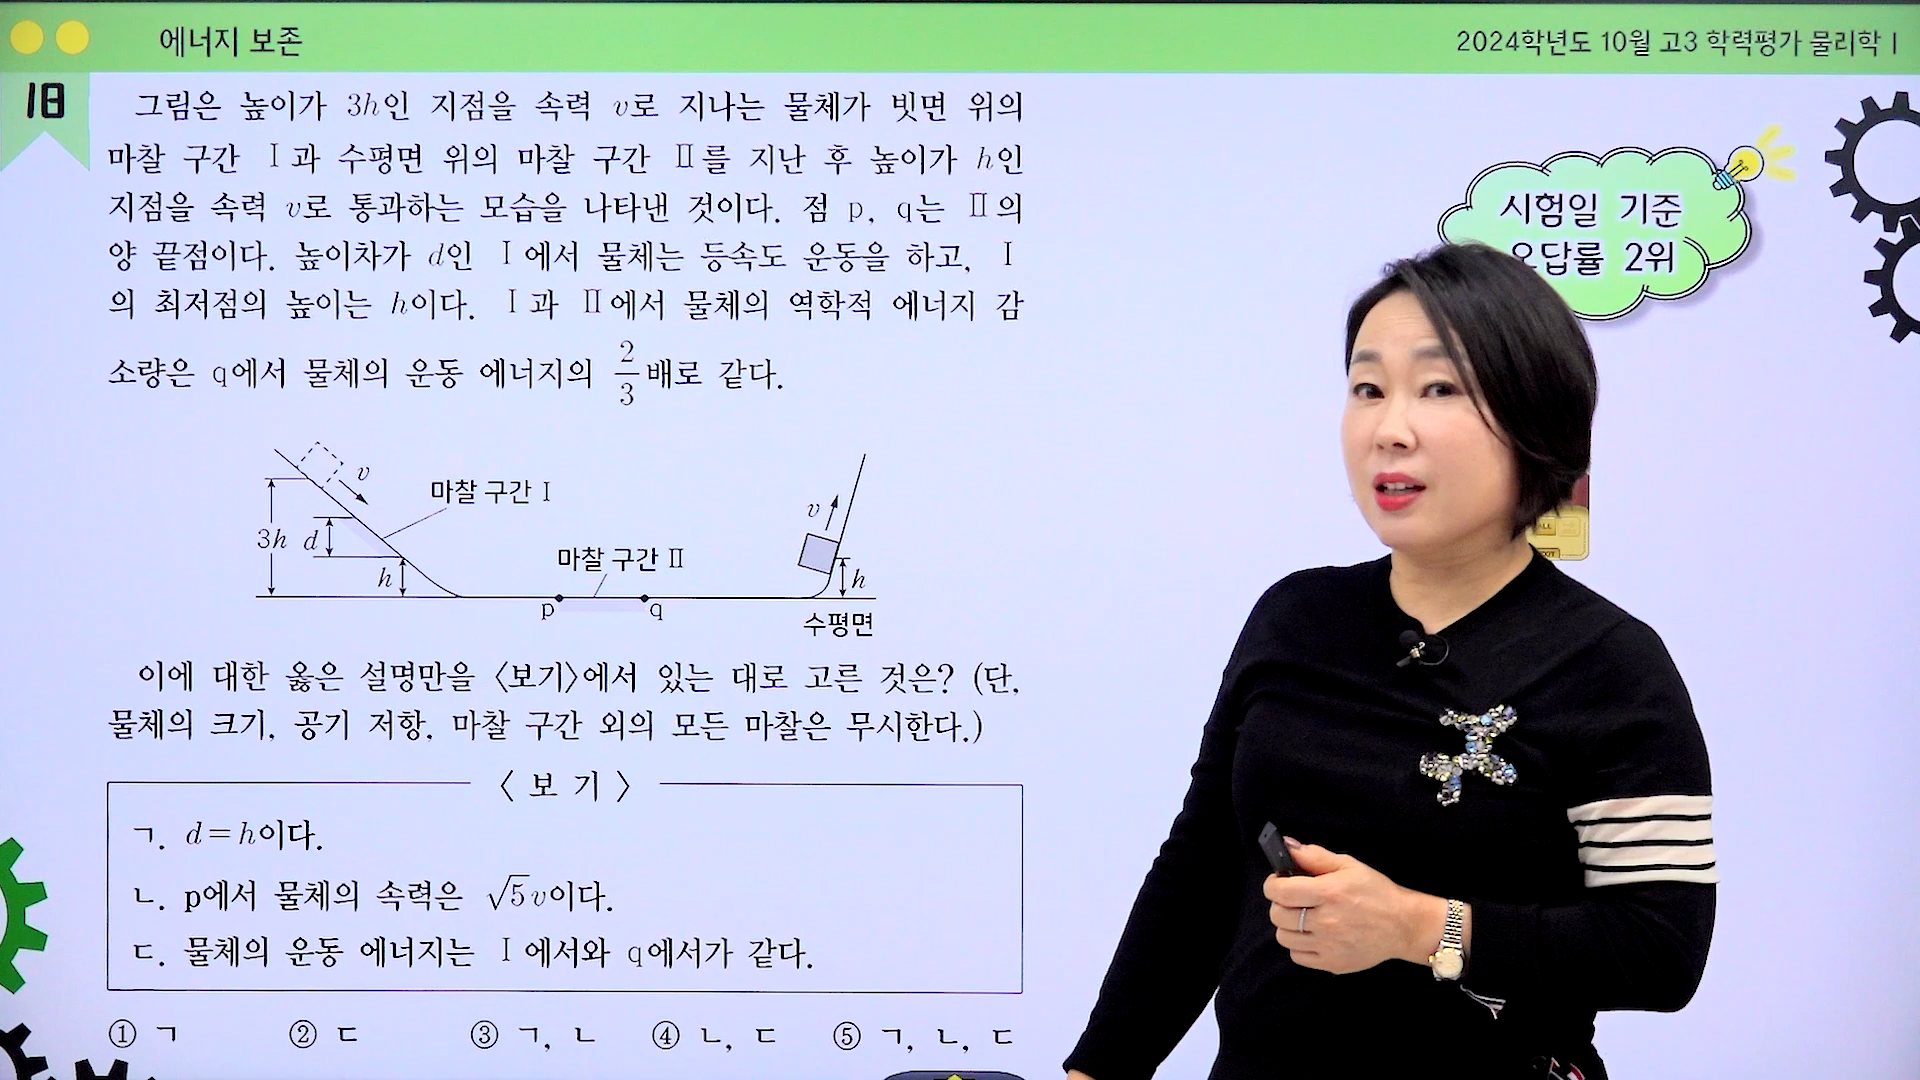 에너지 보존
2024학년도 10월 고3 학력평가 물리학 Ⅰ
18
그림은 높이가 3h인 지점을 속력 v로 지나는 물체가 빗면 위의
마찰 구간 Ⅰ과 수평면 위의 마찰 구간 Ⅱ를 지난 후 높이가 h인
지점을 속력 v로 통과하는 모습을 나타낸 것이다. 점 p, q는 Ⅱ의
양 끝점이다. 높이차가 d인 Ⅰ에서 물체는 등속도 운동을 하고, Ⅰ
의 최저점의 높이는 h이다. Ⅰ과 Ⅱ에서 물체의 역학적 에너지 감
소량은 q에서 물체의 운동 에너지의 2/3배로 같다.
시험일 기준
오답률 2위
v
마찰 구간 Ⅰ
3h
d
h
마찰 구간 Ⅱ
p
q
v
h
수평면
이에 대한 옳은 설명만을 〈보기〉에서 있는 대로 고른 것은? (단,
물체의 크기, 공기 저항, 마찰 구간 외의 모든 마찰은 무시한다.)
〈 보 기 〉
ㄱ. d=h이다.
ㄴ. p에서 물체의 속력은 √5v이다.
ㄷ. 물체의 운동 에너지는 Ⅰ에서와 q에서가 같다.
① ㄱ ② ㄷ ③ ㄱ, ㄴ ④ ㄴ, ㄷ ⑤ ㄱ, ㄴ, ㄷ